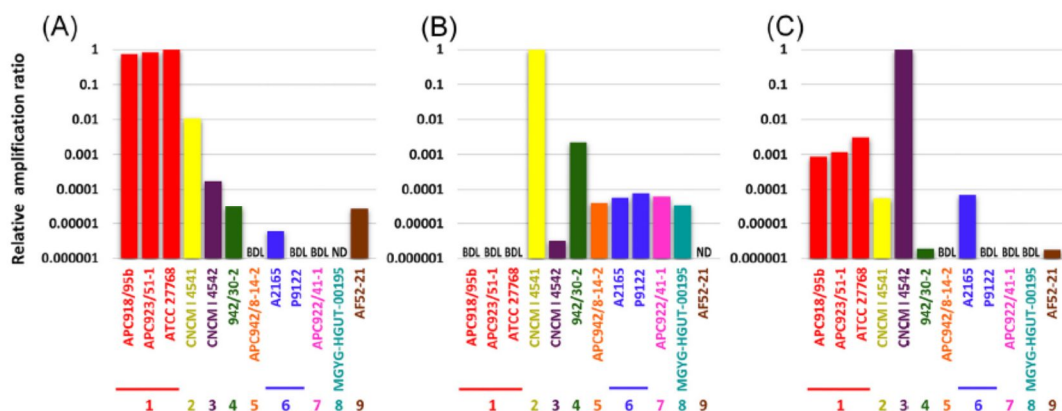 (A)
Relative amplification ratio
1
0.1
0.01
0.001
0.0001
0.00001
0.000001
BDL
BDL
BDL
ND
APC918/95b
APC923/51-1
ATCC 27768
CNCM I 4541
CNCM I 4542
942/30-2
APC942/8-14-2
A2165
P9122
APC922/41-1
MGYG-HGUT-00195
AF52-21
1
2
3
4
5
6
7
8
9
(B)
1
0.1
0.01
0.001
0.0001
0.00001
0.000001
BDL
BDL
BDL
ND
APC918/95b
APC923/51-1
ATCC 27768
CNCM I 4541
CNCM I 4542
942/30-2
APC942/8-14-2
A2165
P9122
APC922/41-1
MGYG-HGUT-00195
AF52-21
1
2
3
4
5
6
7
8
9
(C)
1
0.1
0.01
0.001
0.0001
0.00001
0.000001
BDL
BDL
BDL
BDL
APC918/95b
APC923/51-1
ATCC 27768
CNCM I 4541
CNCM I 4542
942/30-2
APC942/8-14-2
A2165
P9122
APC922/41-1
MGYG-HGUT-00195
AF52-21
1
2
3
4
5
6
7
8
9